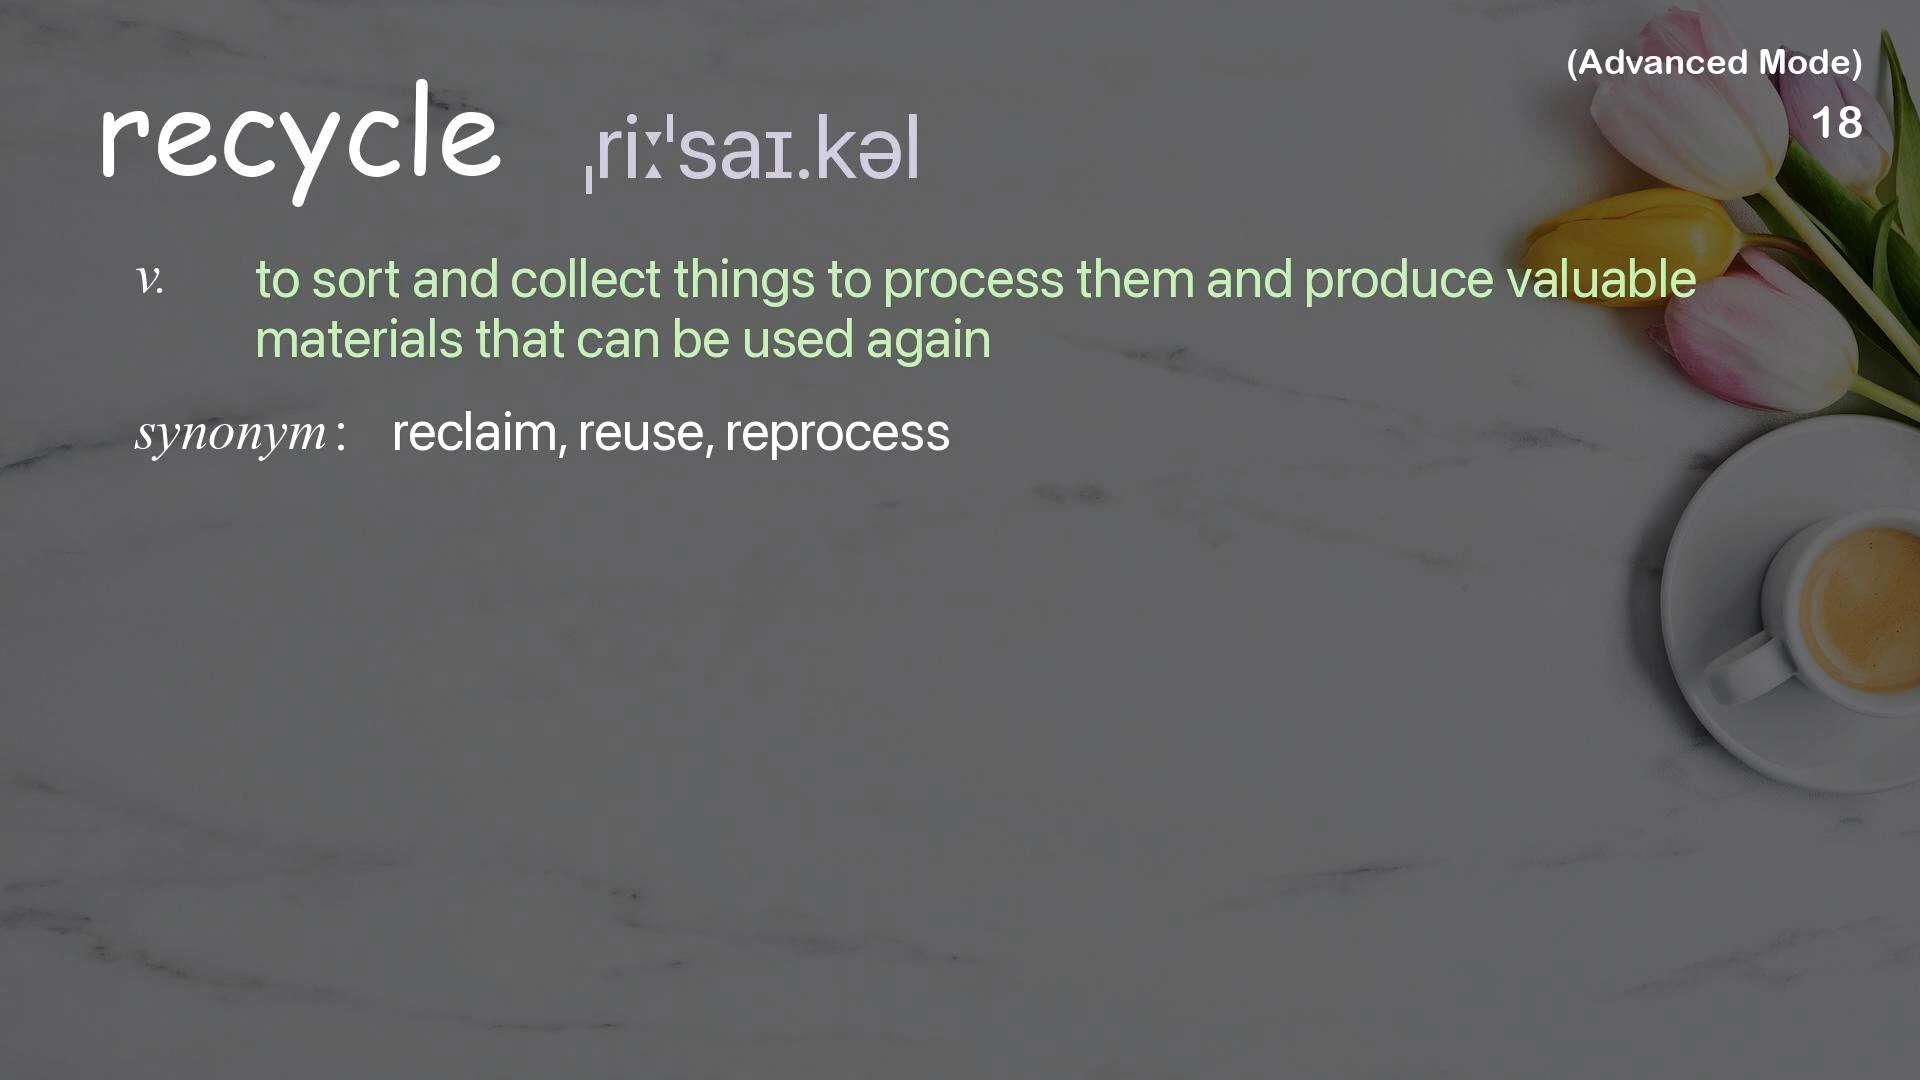 (Advanced Mode)
recycle ˌriːˈsaɪ.kəl
18
v. to sort and collect things to process them and produce valuable
materials that can be used again
synonym: reclaim, reuse, reprocess